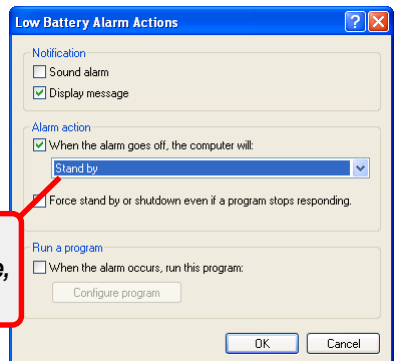 Low Battery Alarm Actions
Notification
Sound alarm
Display message
Alarm action
When the alarm goes off, the computer will:
Stand by
Force stand by or shutdown even if a program stops responding.
Run a program
When the alarm occurs, run this program:
Configure program
OK Cancel